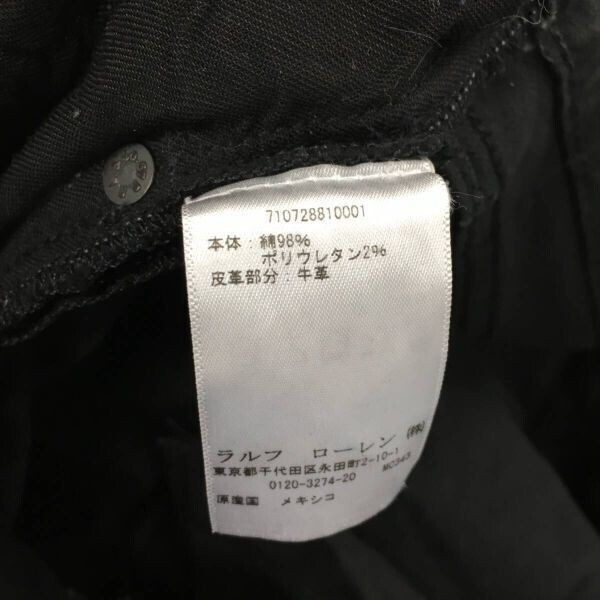 710728810001
本体：綿98%
ポリウレタン2%
皮革部分：牛革
ラルフ ローレン（株）
東京都千代田区永田町2-10-1
0120-3274-20 MC343
原産国 メキシコ